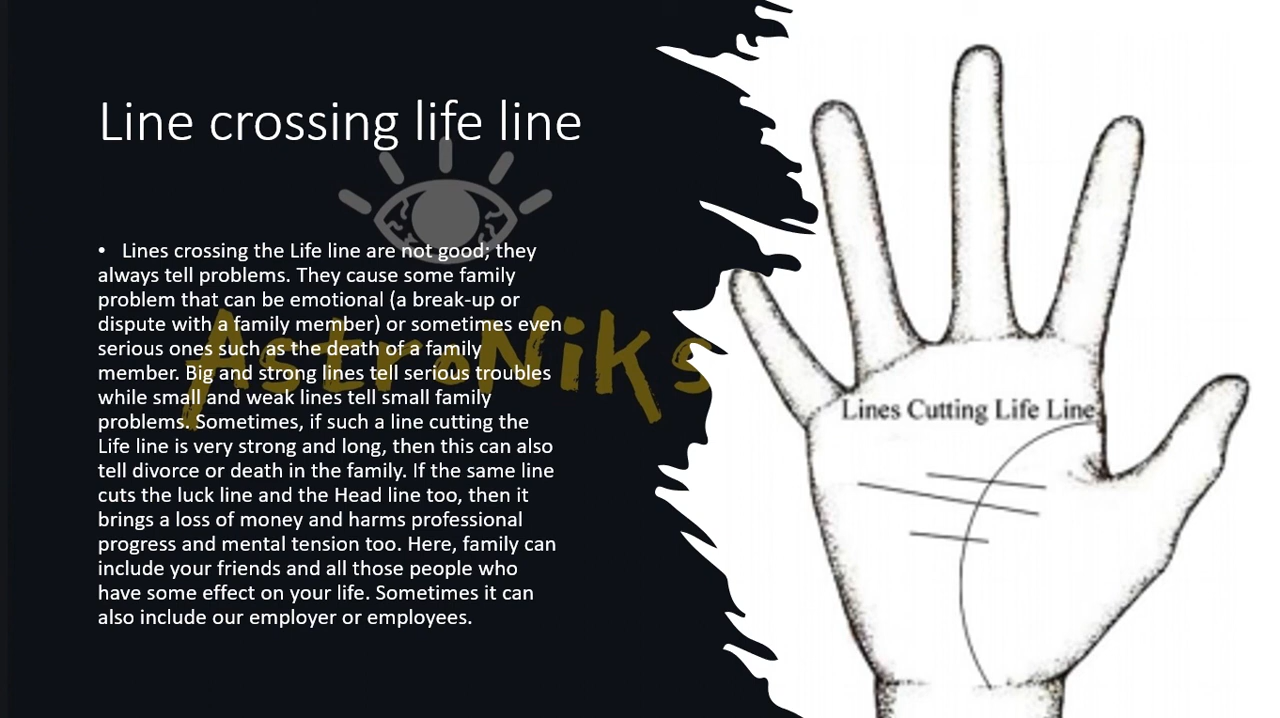 Line crossing life line
• Lines crossing the Life line are not good; they
always tell problems. They cause some family
problem that can be emotional (a break-up or
dispute with a family member) or sometimes even
serious ones such as the death of a family
member. Big and strong lines tell serious troubles
while small and weak lines tell small family
problems. Sometimes, if such a line cutting the
Life line is very strong and long, then this can also
tell divorce or death in the family. If the same line
cuts the luck line and the Head line too, then it
brings a loss of money and harms professional
progress and mental tension too. Here, family can
include your friends and all those people who
have some effect on your life. Sometimes it can
also include our employer or employees.
AstroNiks
Lines Cutting Life Line